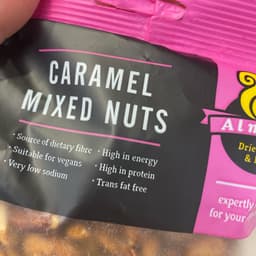 CARAMEL
MIXED NUTS
• Source of dietary fibre
• Suitable for vegans
• Very low sodium
• High in energy
• High in protein
• Trans fat free
Drie
&
expertly
for your